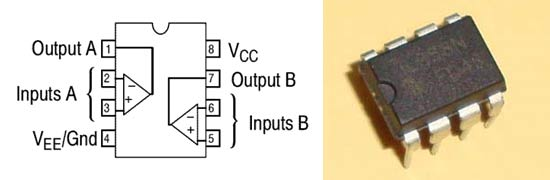 Output A 1 8 VCC
2 7 Output B
Inputs A − −
+ + 6
3 Inputs B
VEE/Gnd 4 5